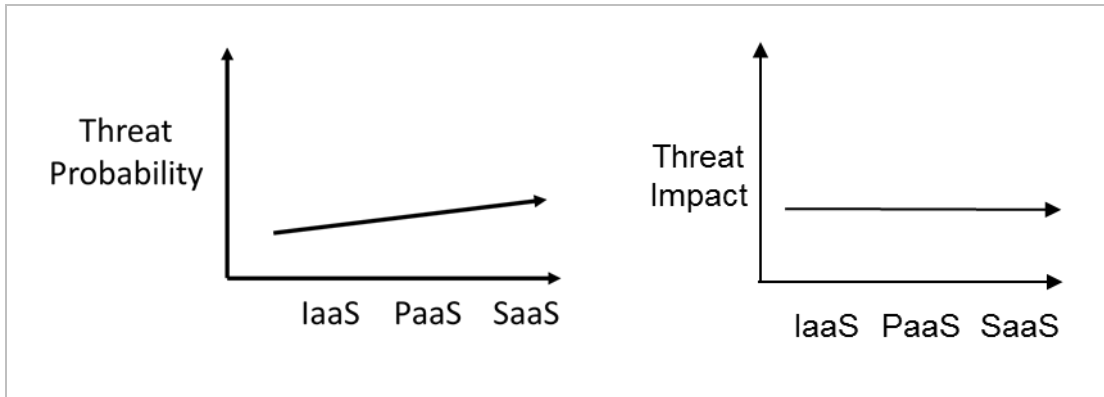 Threat
Probability
IaaS PaaS SaaS
Threat
Impact
IaaS PaaS SaaS